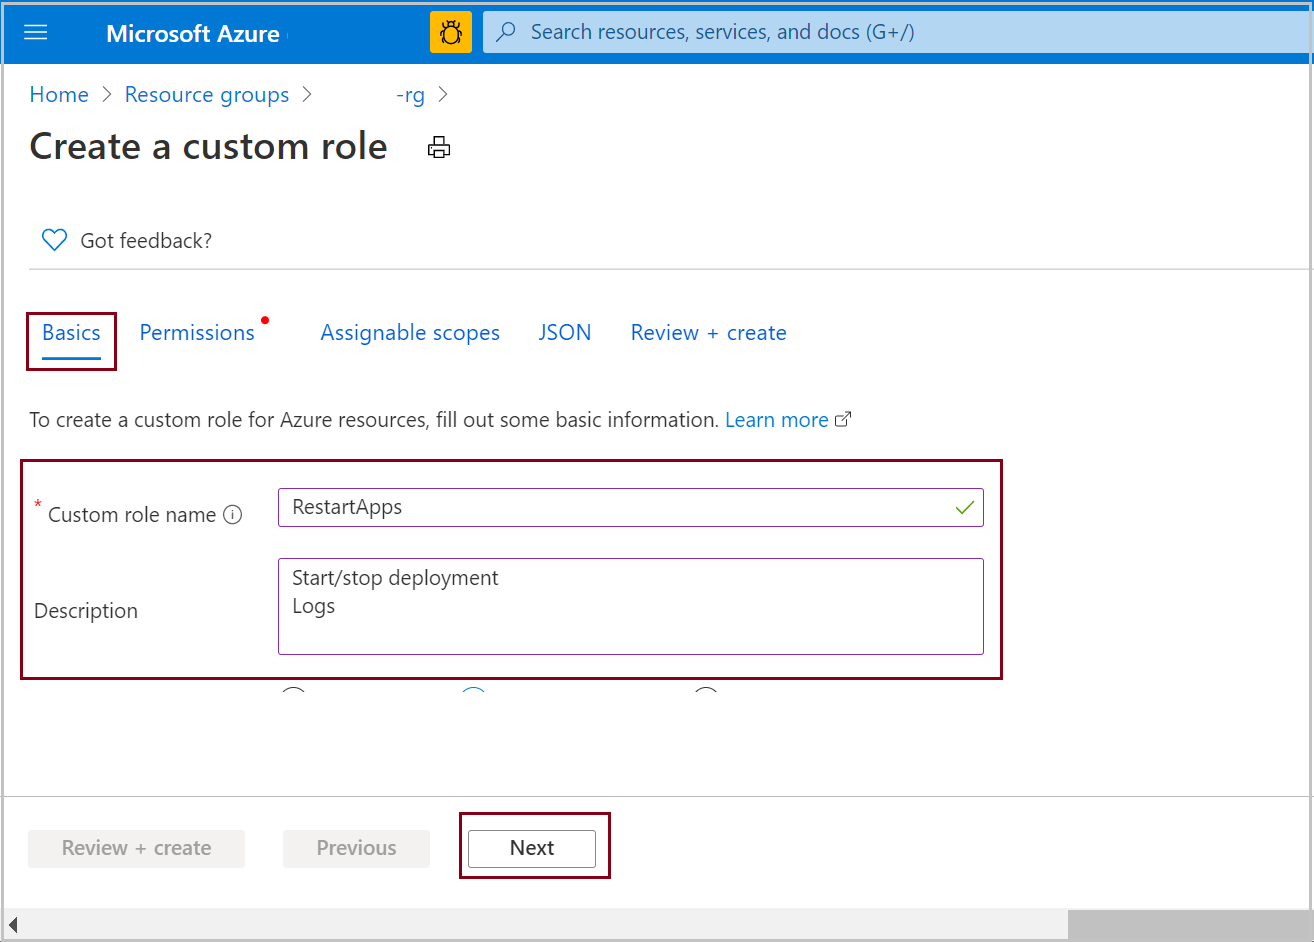 Microsoft Azure
Search resources, services, and docs (G+/)
Home > Resource groups > -rg >
Create a custom role
Got feedback?
Basics Permissions Assignable scopes JSON Review + create
To create a custom role for Azure resources, fill out some basic information. Learn more
* Custom role name RestartApps
Description
Start/stop deployment
Logs
Review + create Previous Next